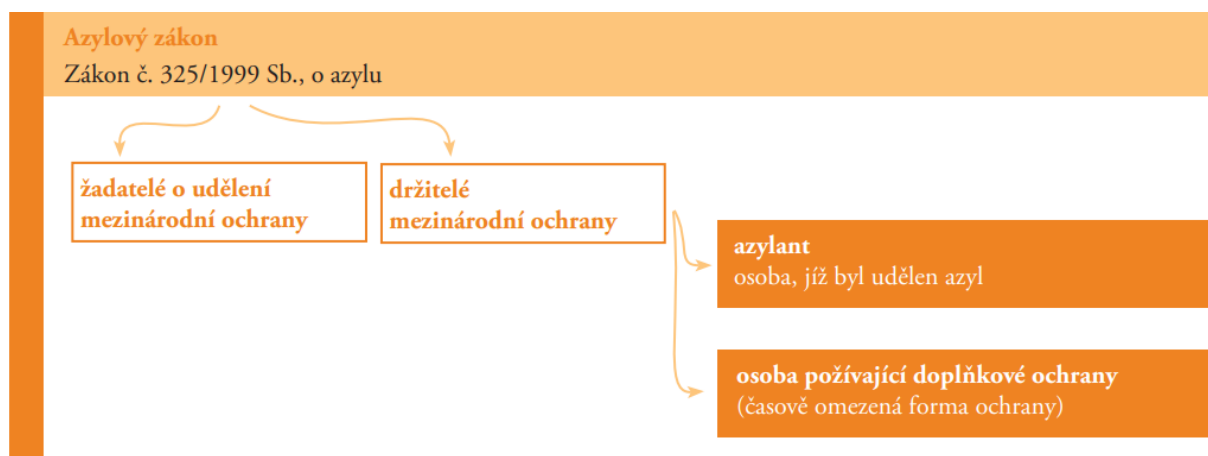 Azylový zákon
Zákon č. 325/1999 Sb., o azylu
žadatelé o udělení
mezinárodní ochrany
držitelé
mezinárodní ochrany
azylant
osoba, jíž byl udělen azyl
osoba požívající doplňkové ochrany
(časově omezená forma ochrany)